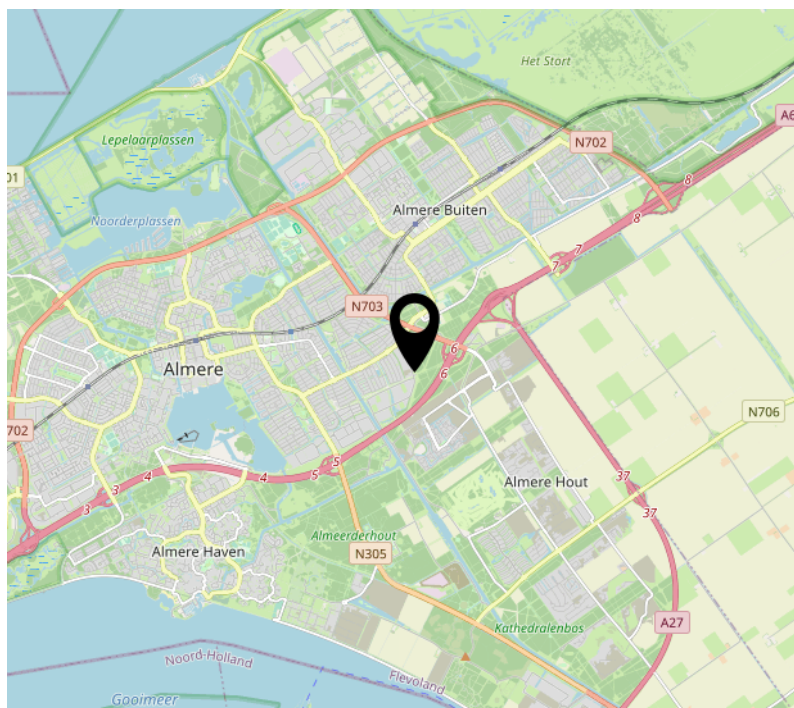 Het Stort
A6
Lepelaarplassen
N702
01
8
Almere Buiten
8
Noorderplassen
7
7
N703
6
Almere
6
N706
702
5
4
4
5
3
3
37
Almere Hout
37
Almeerderhout
Almere Haven
N305
A27
Kathedralenbos
Noord-Holland
Flevoland
Gooimeer